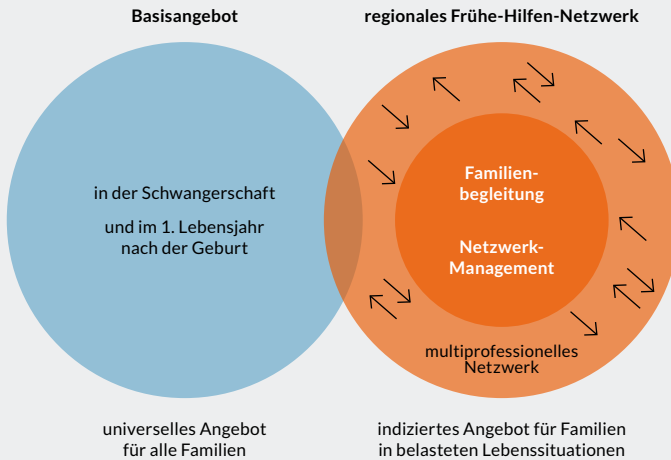 Basisangebot
regionales Frühe-Hilfen-Netzwerk
in der Schwangerschaft
und im 1. Lebensjahr
nach der Geburt
Familien-
begleitung
Netzwerk-
Management
multiprofessionelles
Netzwerk
universelles Angebot
für alle Familien
indiziertes Angebot für Familien
in belasteten Lebenssituationen